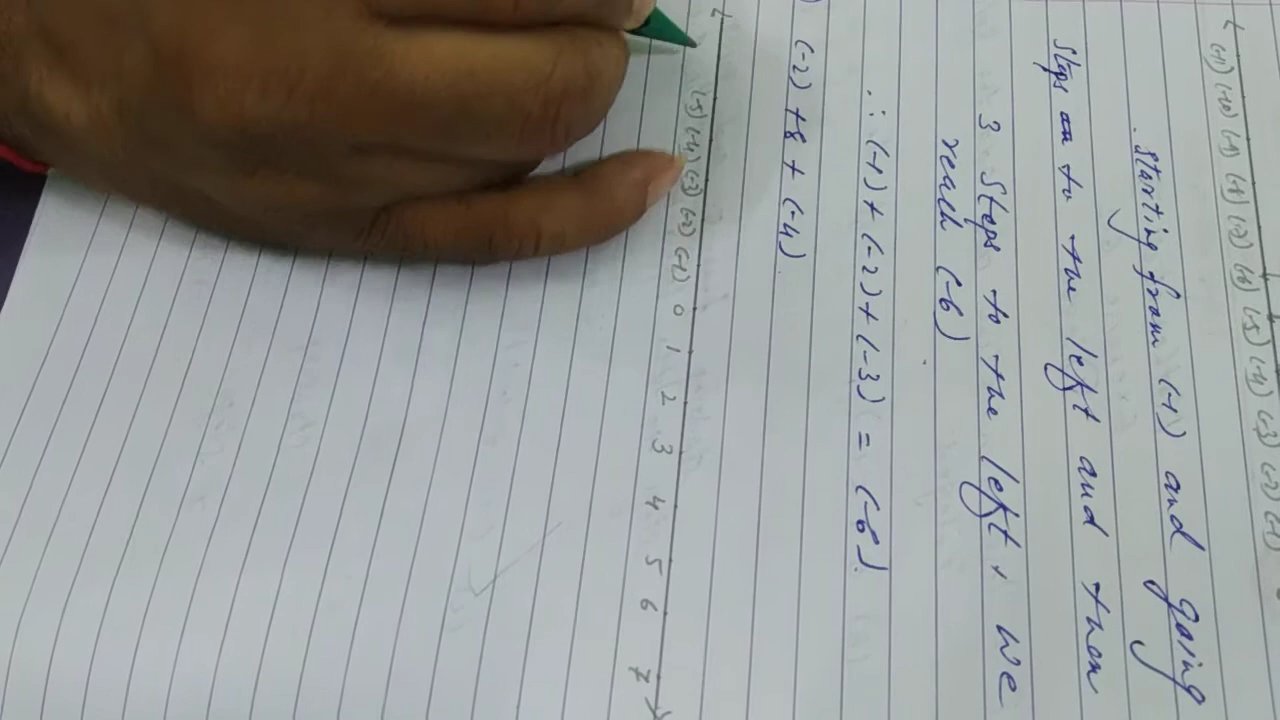 (-11) (-10) (-9) (-8) (-7) (-6) (-5) (-4) (-3) (-2) (-1)
Starting from (-1) and going
Steps on to the left and then
3 Steps to the left, we
reach (-6)
∴ (-1) + (-2) + (-3) = (-6).
) (-2) + 8 + (-4)
(-5) (-4) (-3) (-2) (-1) 0 1 2 3 4 5 6 7